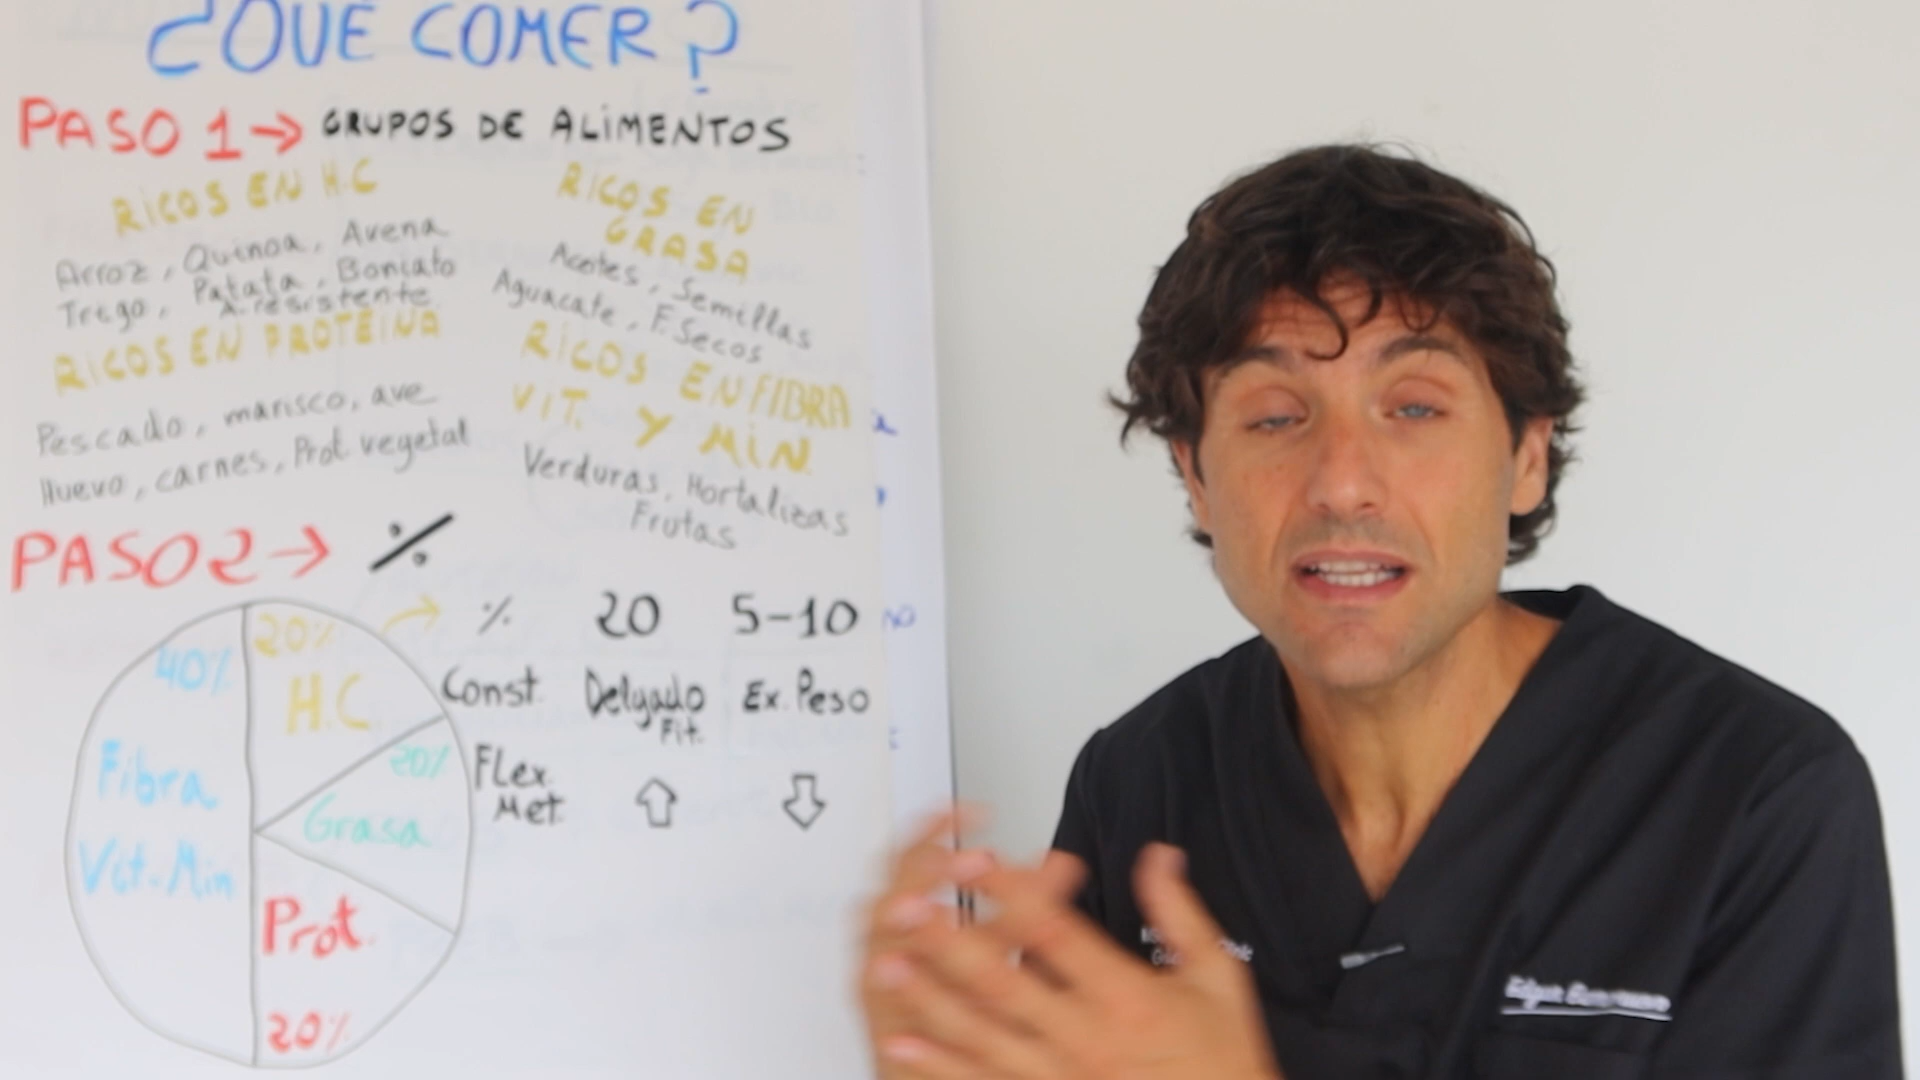 ¿QUÉ COMER?
PASO 1 → GRUPOS DE ALIMENTOS
RICOS EN H.C
Arroz, Quinoa, Avena
Trigo, Patata, Boniato
A. resistente
RICOS EN PROTEINA
Pescado, marisco, ave
Huevo, carnes, Prot. vegetal
RICOS EN
GRASA
Aceites, Semillas
Aguacate, F. Secos
RICOS EN FIBRA
VIT. Y MIN.
Verduras, Hortalizas
Frutas
PASO 2 → %
40%
Fibra
Vit. Min
20%
H.C
20%
Grasa
Prot.
20%
% 20 5-10
Const. Delgado Ex. Peso
Fit.
Flex.
Met.